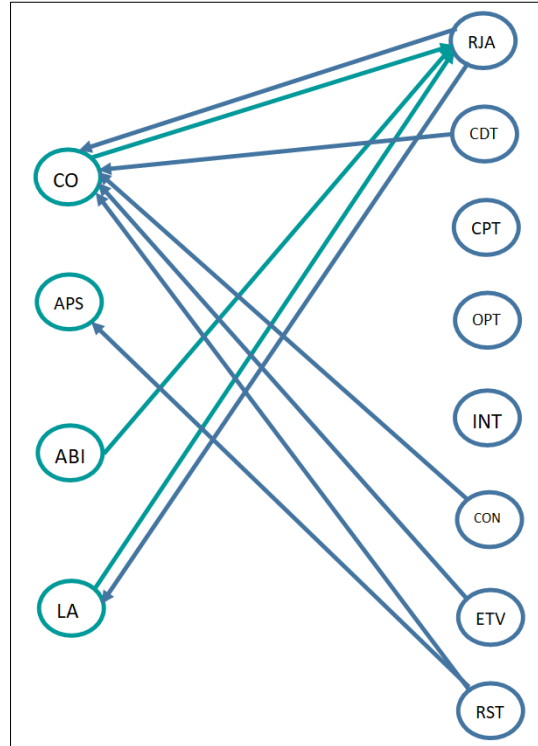 RJA
CDT
CO
CPT
APS
OPT
INT
ABI
CON
LA
ETV
RST